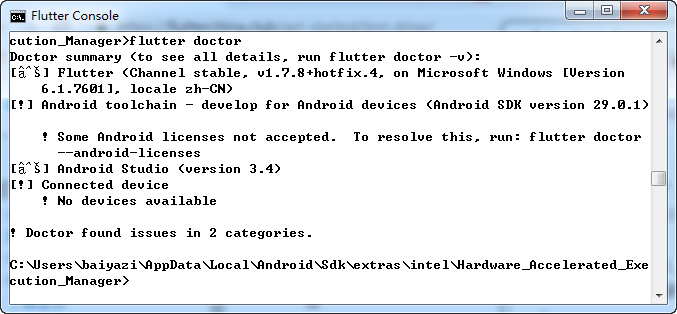 Flutter Console
cution_Manager>flutter doctor
Doctor summary (to see all details, run flutter doctor -v):
[âˆš] Flutter (Channel stable, v1.7.8+hotfix.4, on Microsoft Windows [Version
6.1.7601], locale zh-CN)
[!] Android toolchain - develop for Android devices (Android SDK version 29.0.1)
! Some Android licenses not accepted.  To resolve this, run: flutter doctor
--android-licenses
[âˆš] Android Studio (version 3.4)
[!] Connected device
! No devices available
! Doctor found issues in 2 categories.
C:\Users\baiyazi\AppData\Local\Android\Sdk\extras\intel\Hardware_Accelerated_Exe
cution_Manager>